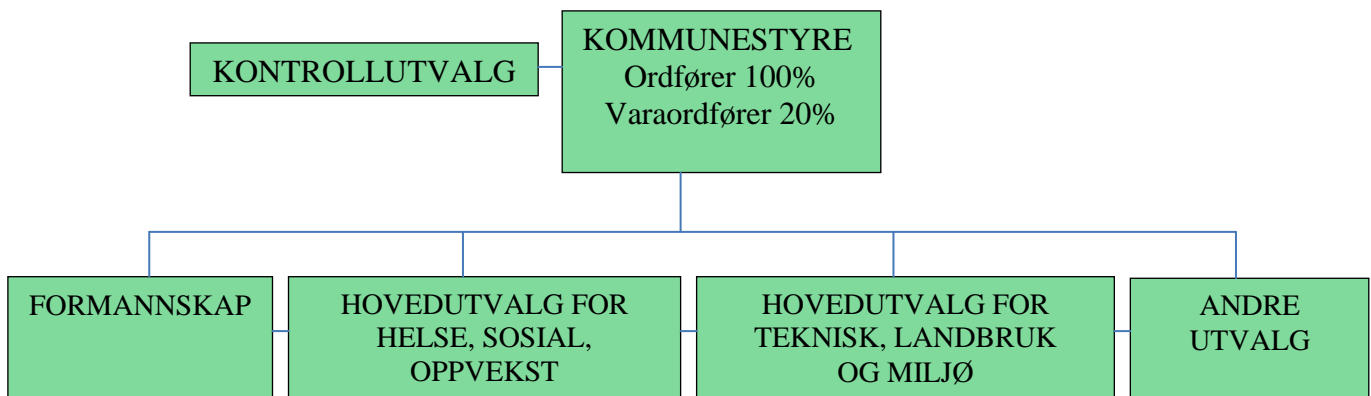 KONTROLLUTVALG
KOMMUNESTYRE
Ordfører 100%
Varaordfører 20%
FORMANNSKAP
HOVEDUTVALG FOR
HELSE, SOSIAL,
OPPVEKST
HOVEDUTVALG FOR
TEKNISK, LANDBRUK
OG MILJØ
ANDRE
UTVALG